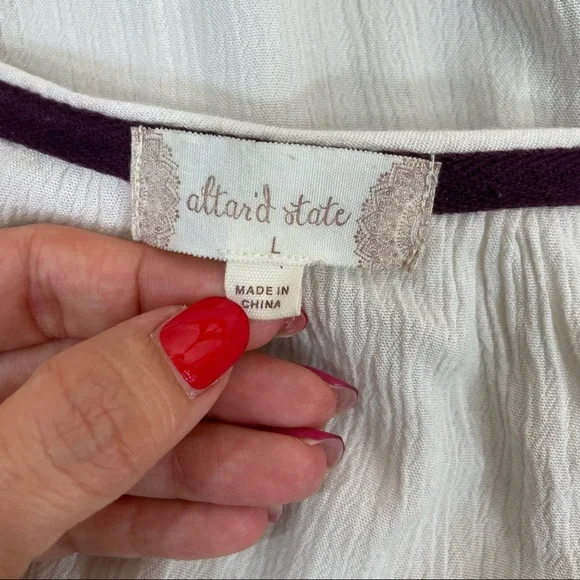 altar'd state
L
MADE IN
CHINA